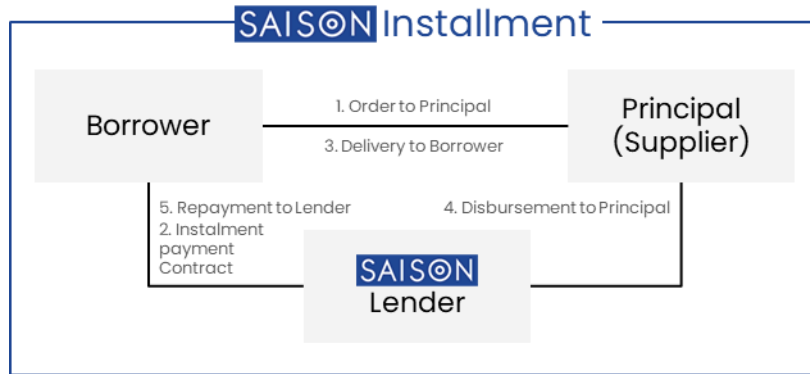 SAISON Installment
Borrower
1. Order to Principal
3. Delivery to Borrower
Principal
(Supplier)
5. Repayment to Lender
2. Instalment
payment
Contract
4. Disbursement to Principal
SAISON
Lender